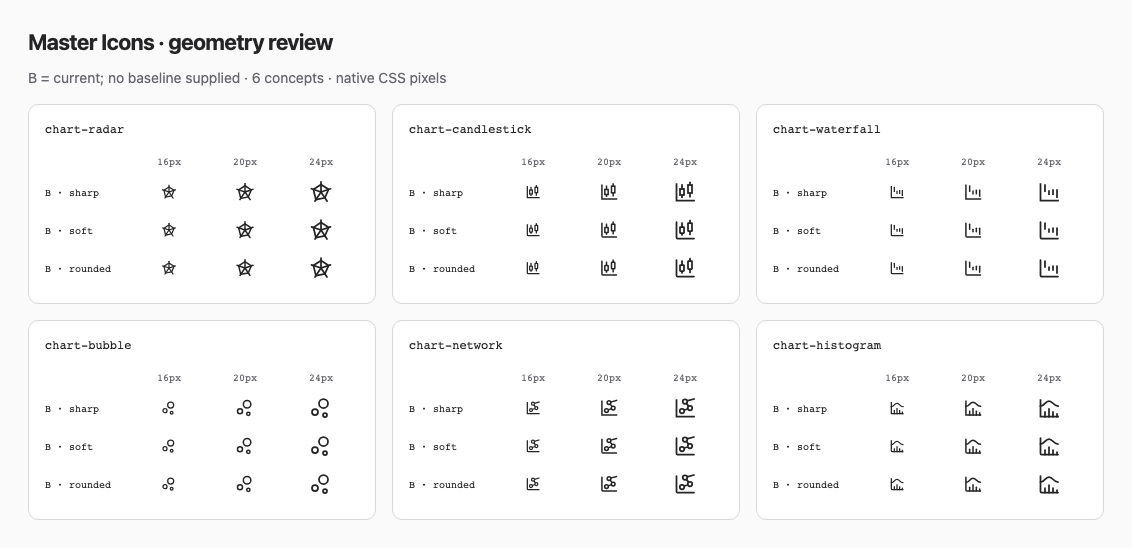 Master Icons · geometry review
B = current; no baseline supplied · 6 concepts · native CSS pixels
chart-radar
16px 20px 24px
B · sharp
B · soft
B · rounded
chart-candlestick
16px 20px 24px
B · sharp
B · soft
B · rounded
chart-waterfall
16px 20px 24px
B · sharp
B · soft
B · rounded
chart-bubble
16px 20px 24px
B · sharp
B · soft
B · rounded
chart-network
16px 20px 24px
B · sharp
B · soft
B · rounded
chart-histogram
16px 20px 24px
B · sharp
B · soft
B · rounded